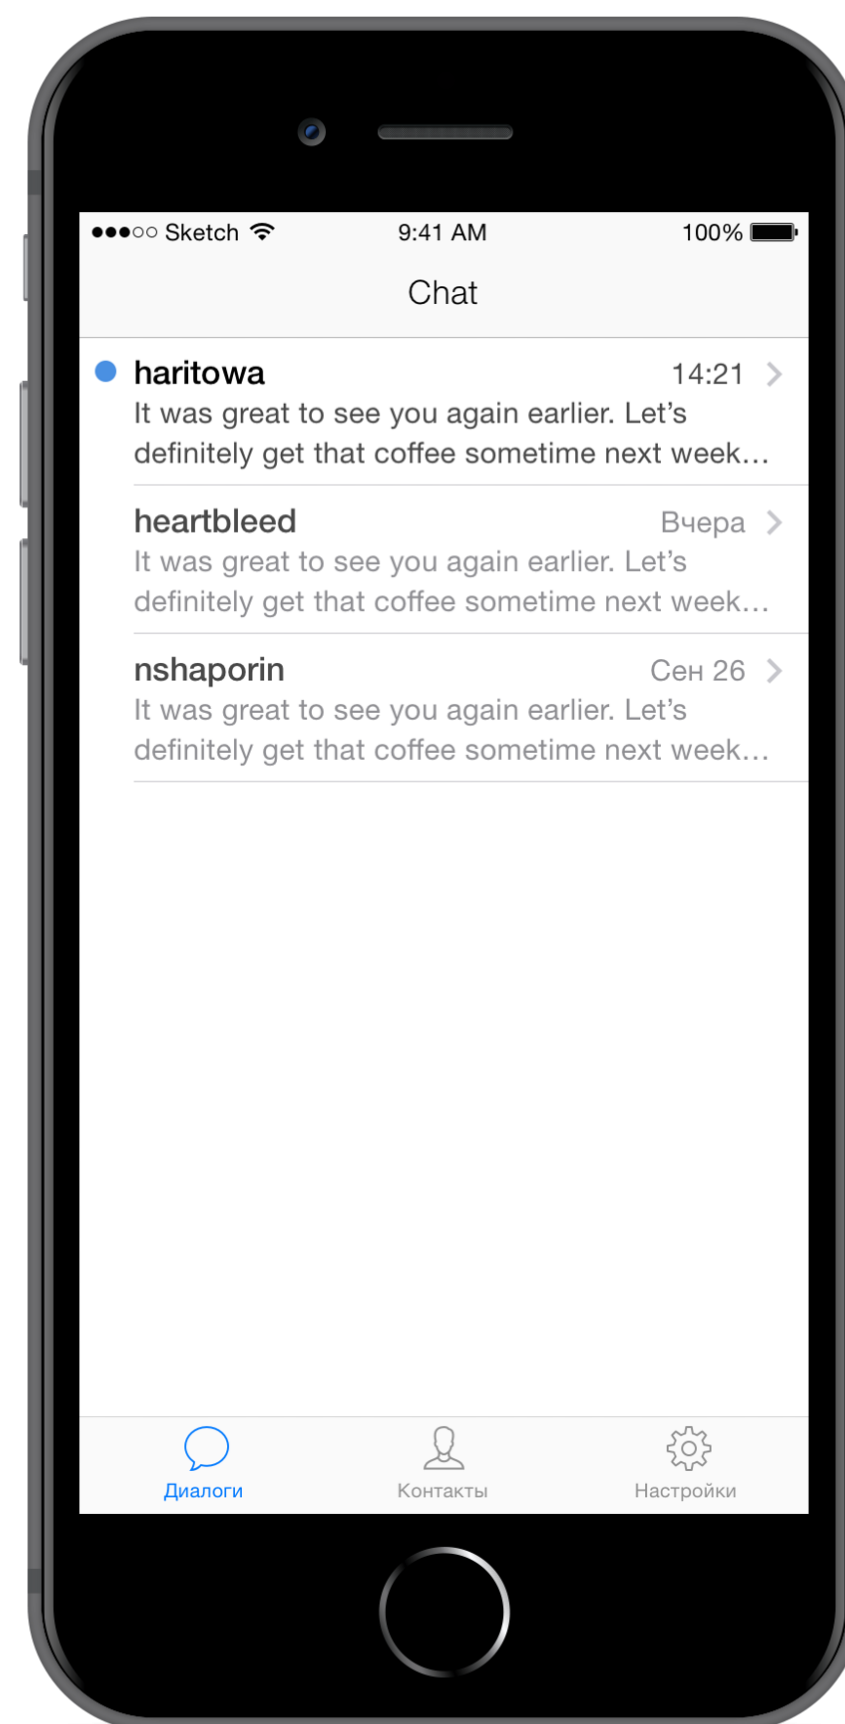 Sketch 9:41 AM 100%
Chat
haritowa 14:21
It was great to see you again earlier. Let’s
definitely get that coffee sometime next week...
heartbleed Вчера
It was great to see you again earlier. Let’s
definitely get that coffee sometime next week...
nshaporin Сен 26
It was great to see you again earlier. Let’s
definitely get that coffee sometime next week...
Диалоги Контакты Настройки